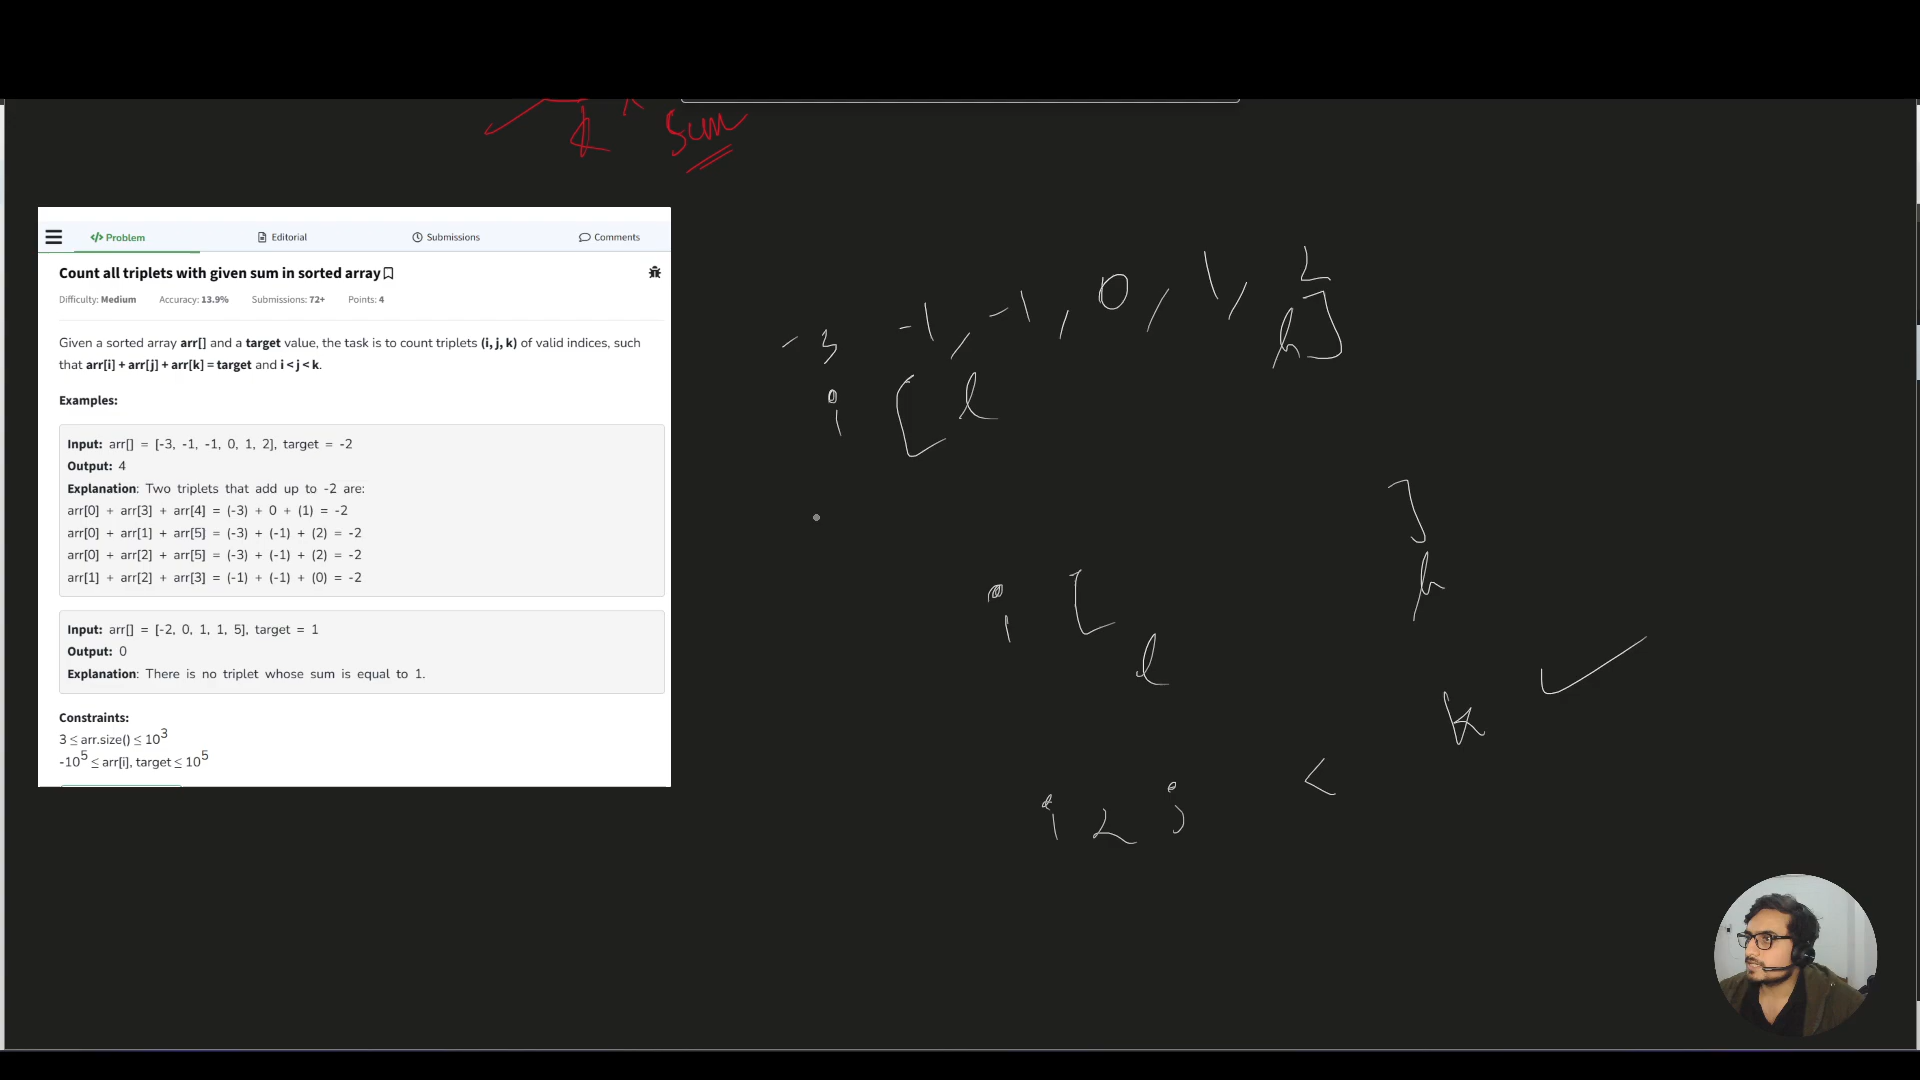 k
sum
Problem Editorial Submissions Comments
Count all triplets with given sum in sorted array
Difficulty: Medium Accuracy: 13.9% Submissions: 72+ Points: 4
Given a sorted array arr[] and a target value, the task is to count triplets (i, j, k) of valid indices, such
that arr[i] + arr[j] + arr[k] = target and i < j < k.
Examples:
Input: arr[] = [-3, -1, -1, 0, 1, 2], target = -2
Output: 4
Explanation: Two triplets that add up to -2 are:
arr[0] + arr[3] + arr[4] = (-3) + 0 + (1) = -2
arr[0] + arr[1] + arr[5] = (-3) + (-1) + (2) = -2
arr[0] + arr[2] + arr[5] = (-3) + (-1) + (2) = -2
arr[1] + arr[2] + arr[3] = (-1) + (-1) + (0) = -2
Input: arr[] = [-2, 0, 1, 1, 5], target = 1
Output: 0
Explanation: There is no triplet whose sum is equal to 1.
Constraints:
3 ≤ arr.size() ≤ 10³
-10⁵ ≤ arr[i], target ≤ 10⁵
-3 -1, -1, 0, 1, 2
i [ l h ]
i [ l h ]
i < j < k